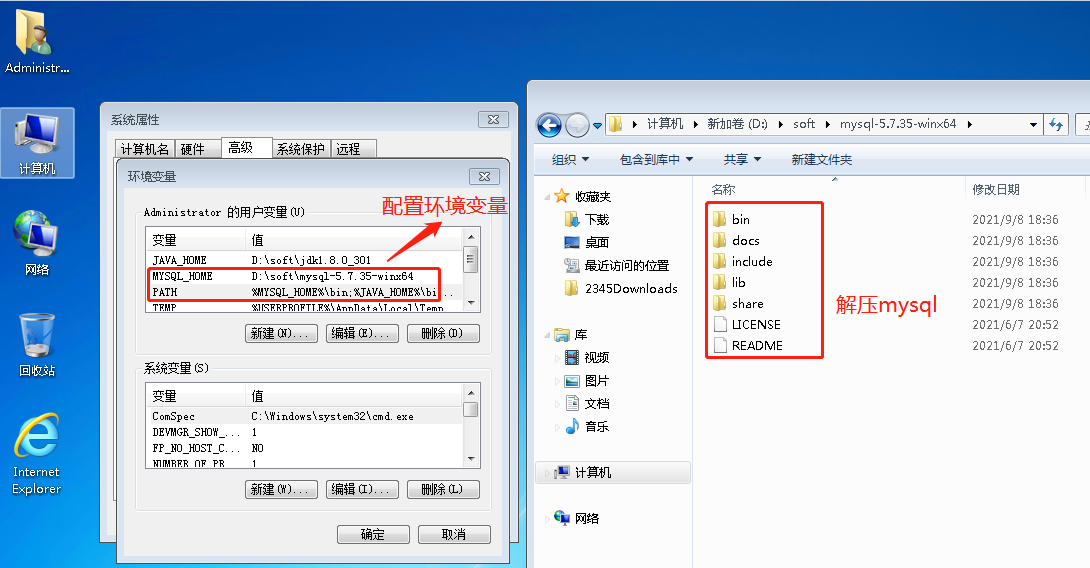 Administr...
计算机
网络
回收站
Internet
Explorer
系统属性
计算机名
硬件
高级
系统保护
远程
环境变量
Administrator 的用户变量(U)
配置环境变量
变量
值
JAVA_HOME
D:\soft\jdk1.8.0_301
MYSQL_HOME
D:\soft\mysql-5.7.35-winx64
PATH
%MYSQL_HOME%\bin;%JAVA_HOME%\bi...
TEMP
%USERPROFILE%\AppData\Local\Temp
新建(N)...
编辑(E)...
删除(D)
系统变量(S)
变量
值
ComSpec
C:\Windows\system32\cmd.exe
DEVMGR_SHOW_...
1
FP_NO_HOST_C...
NO
NUMBER_OF_PR...
1
新建(W)...
编辑(I)...
删除(L)
确定
取消
计算机
新加卷 (D:)
soft
mysql-5.7.35-winx64
组织
包含到库中
共享
新建文件夹
收藏夹
下载
桌面
最近访问的位置
2345Downloads
库
视频
图片
文档
音乐
计算机
网络
名称
修改日期
bin
2021/9/8 18:36
docs
2021/9/8 18:36
include
2021/9/8 18:36
lib
2021/9/8 18:36
share
2021/9/8 18:36
LICENSE
2021/6/7 20:52
README
2021/6/7 20:52
解压mysql